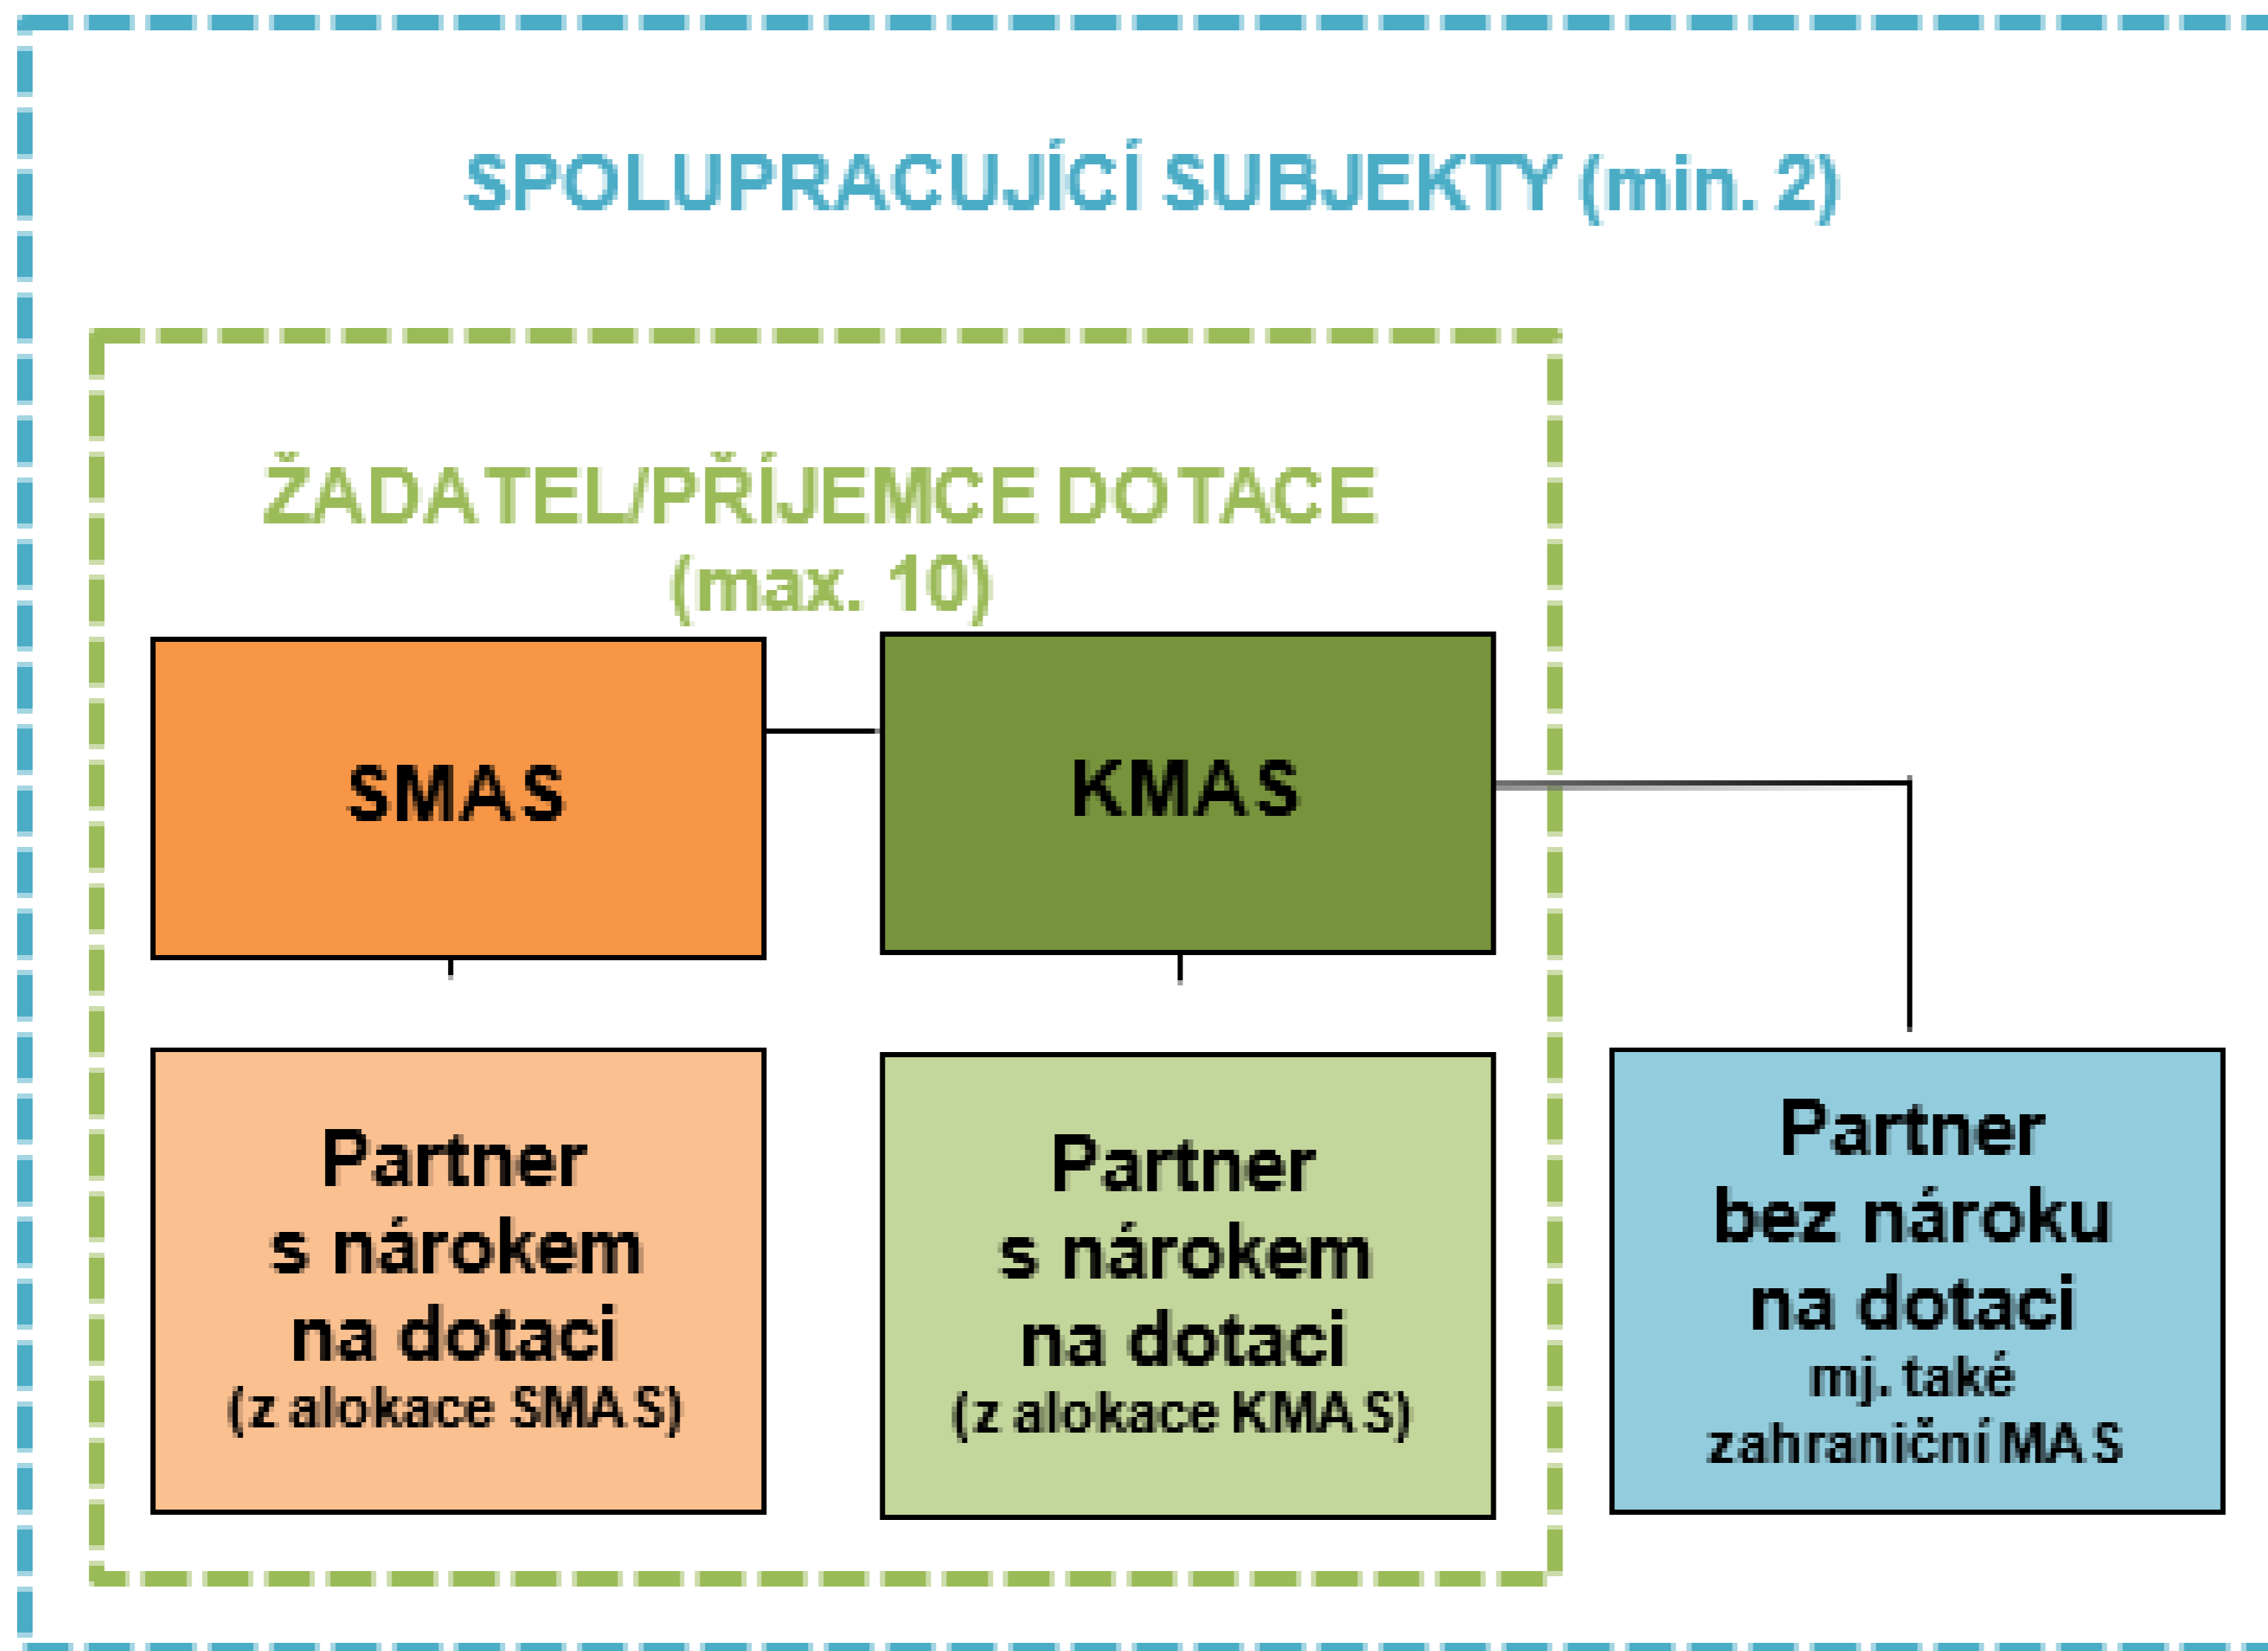 SPOLUPRACUJÍCÍ SUBJEKTY (min. 2)
ŽADATEL/PŘÍJEMCE DOTACE
(max. 10)
SMAS
KMAS
Partner
s nárokem
na dotaci
(z alokace SMAS)
Partner
s nárokem
na dotaci
(z alokace KMAS)
Partner
bez nároku
na dotaci
mj. také
zahraniční MAS